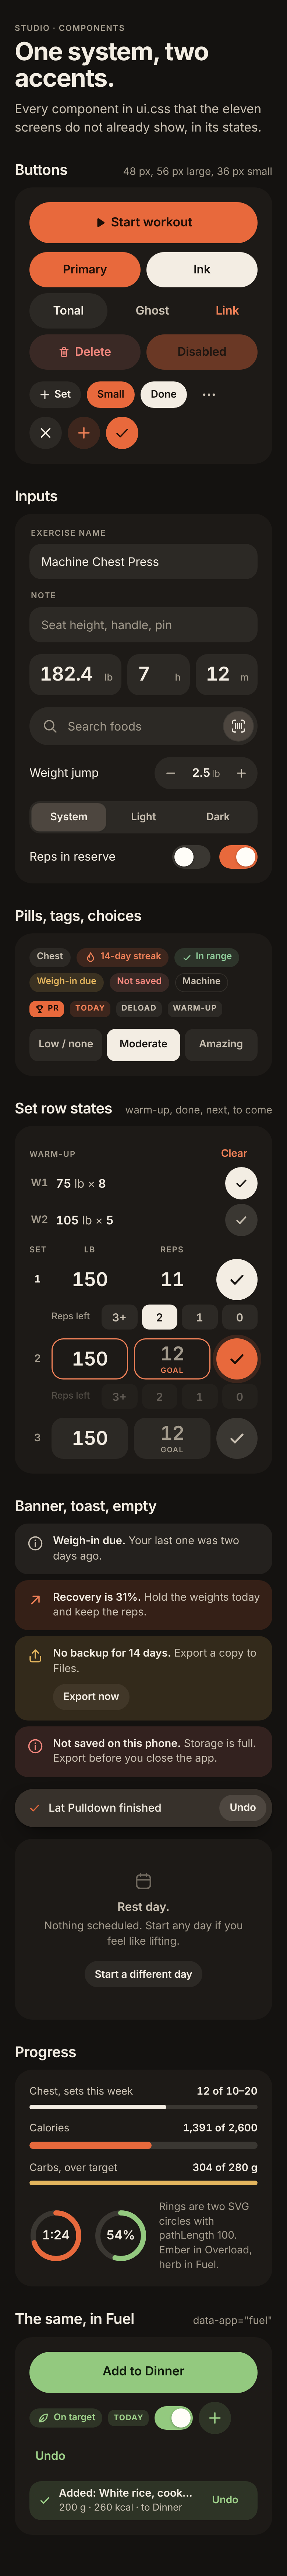 STUDIO · COMPONENTS
One system, two
accents.
Every component in ui.css that the eleven
screens do not already show, in its states.
Buttons
48 px, 56 px large, 36 px small
Start workout
Primary
Ink
Tonal
Ghost
Link
Delete
Disabled
Set
Small
Done
Inputs
EXERCISE NAME
Machine Chest Press
NOTE
Seat height, handle, pin
182.4 lb
7 h
12 m
Search foods
Weight jump
− 2.5 lb +
System
Light
Dark
Reps in reserve
Pills, tags, choices
Chest
14-day streak
In range
Weigh-in due
Not saved
Machine
PR
TODAY
DELOAD
WARM-UP
Low / none
Moderate
Amazing
Set row states
warm-up, done, next, to come
WARM-UP
Clear
W1 75 lb × 8
W2 105 lb × 5
SET LB REPS
1 150 11
Reps left 3+ 2 1 0
2 150 12
GOAL
Reps left 3+ 2 1 0
3 150 12
GOAL
Banner, toast, empty
Weigh-in due. Your last one was two
days ago.
Recovery is 31%. Hold the weights today
and keep the reps.
No backup for 14 days. Export a copy to
Files.
Export now
Not saved on this phone. Storage is full.
Export before you close the app.
Lat Pulldown finished
Undo
Rest day.
Nothing scheduled. Start any day if you
feel like lifting.
Start a different day
Progress
Chest, sets this week
12 of 10–20
Calories
1,391 of 2,600
Carbs, over target
304 of 280 g
1:24
54%
Rings are two SVG
circles with
pathLength 100.
Ember in Overload,
herb in Fuel.
The same, in Fuel
data-app="fuel"
Add to Dinner
On target
TODAY
Undo
Added: White rice, cook...
200 g · 260 kcal · to Dinner
Undo